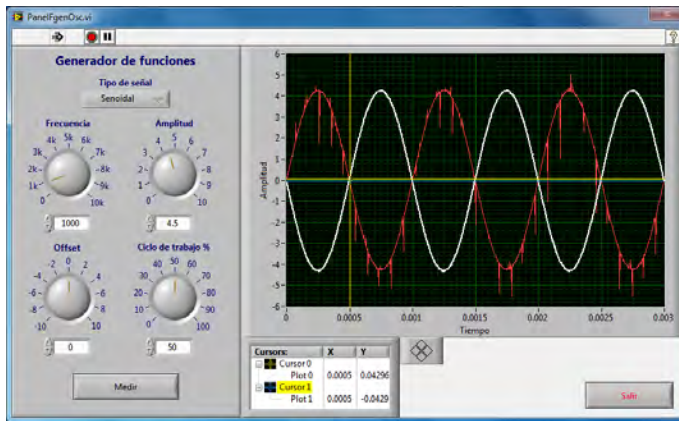 PanelFgenOsc.vi
?
Generador de funciones
Tipo de señal
Senoidal
Frecuencia
0 1k 2k 3k 4k 5k 6k 7k 8k 9k 10k
1000
Amplitud
0 1 2 3 4 5 6 7 8 9 10
4.5
Offset
-10 -8 -6 -4 -2 0 2 4 6 8 10
0
Ciclo de trabajo %
0 10 20 30 40 50 60 70 80 90 100
50
Medir
Amplitud
6
5
4
3
2
1
0
-1
-2
-3
-4
-5
-6
0 0.0005 0.001 0.0015 0.002 0.0025 0.003
Tiempo
Cursors: X Y
Cursor 0
Plot 0 0.0005 0.04296
Cursor 1
Plot 1 0.0005 -0.0429
Salir